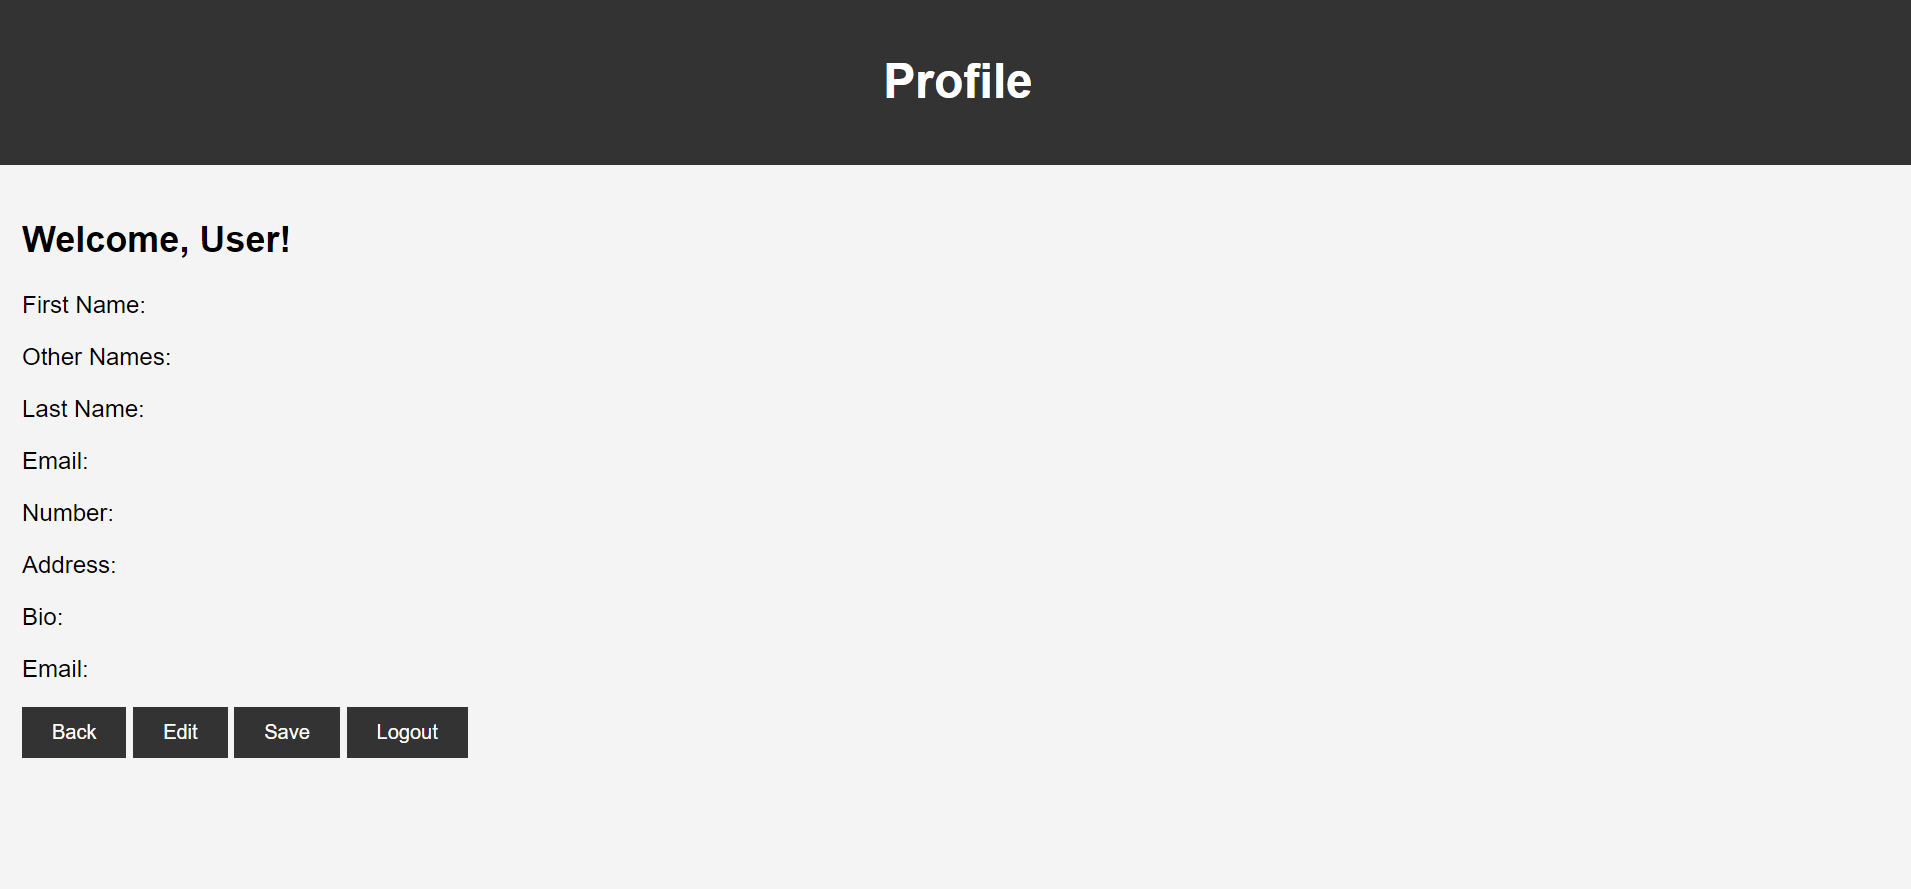 Profile
Welcome, User!
First Name:
Other Names:
Last Name:
Email:
Number:
Address:
Bio:
Email:
Back Edit Save Logout